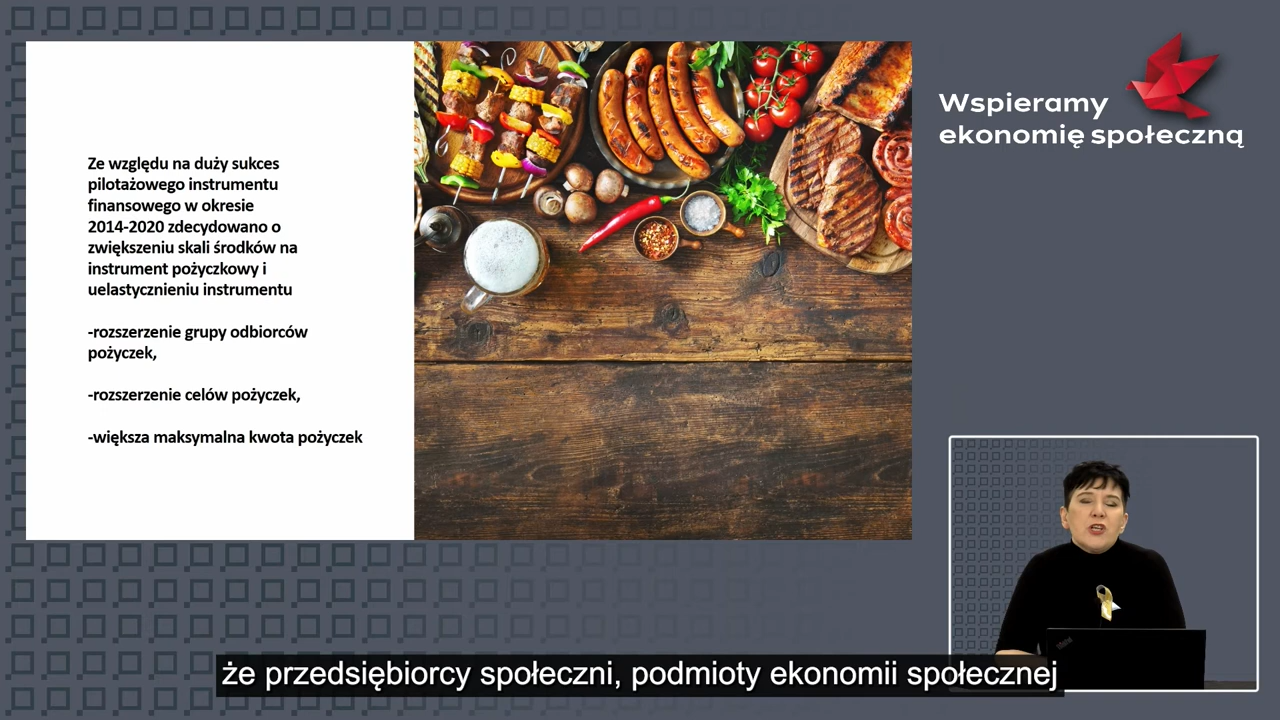 Wspieramy
ekonomię społeczną
Ze względu na duży sukces
pilotażowego instrumentu
finansowego w okresie
2014-2020 zdecydowano o
zwiększeniu skali środków na
instrument pożyczkowy i
uelastycznieniu instrumentu
-rozszerzenie grupy odbiorców
pożyczek,
-rozszerzenie celów pożyczek,
-większa maksymalna kwota pożyczek
że przedsiębiorcy społeczni, podmioty ekonomii społecznej